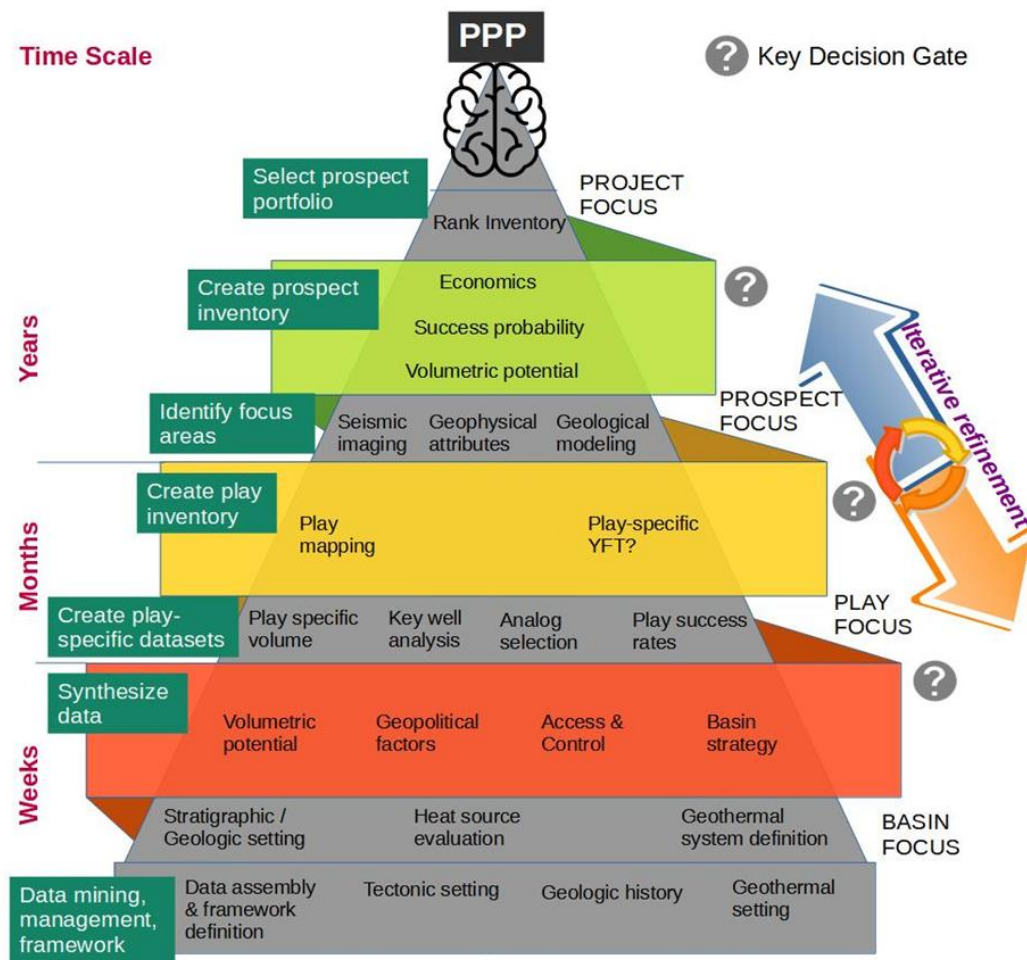 PPP
Time Scale
? Key Decision Gate
Select prospect
portfolio
PROJECT
FOCUS
Rank Inventory
Create prospect
inventory
Economics
?
Success probability
Volumetric potential
Years
Iterative refinement
Identify focus
areas
Seismic
imaging
Geophysical
attributes
Geological
modeling
PROSPECT
FOCUS
Create play
inventory
?
Play
mapping
Play-specific
YFT?
Months
Create play-
specific datasets
Play specific
volume
Key well
analysis
Analog
selection
Play success
rates
PLAY
FOCUS
Synthesize
data
?
Volumetric
potential
Geopolitical
factors
Access &
Control
Basin
strategy
Weeks
Stratigraphic /
Geologic setting
Heat source
evaluation
Geothermal
system definition
BASIN
FOCUS
Data mining,
management,
framework
Data assembly
& framework
definition
Tectonic setting
Geologic history
Geothermal
setting